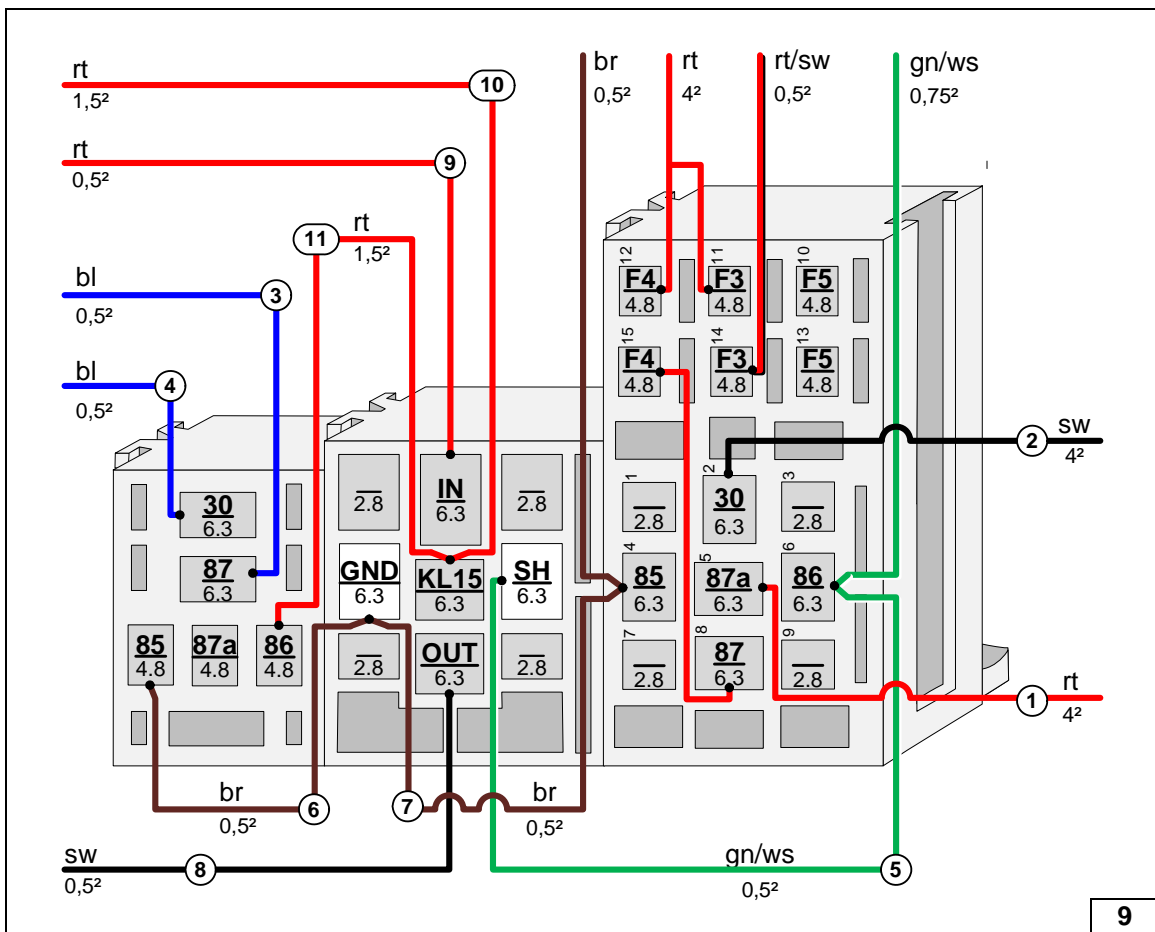 rt
1,5²
10
br
0,5²
rt
4²
rt/sw
0,5²
gn/ws
0,75²
rt
0,5²
9
11
rt
1,5²
bl
0,5²
3
bl
0,5²
4
12
F4
4.8
11
F3
4.8
10
F5
4.8
15
F4
4.8
14
F3
4.8
13
F5
4.8
2
sw
4²
30
6.3
87
6.3
85
4.8
87a
4.8
86
4.8
2.8
IN
6.3
2.8
GND
6.3
KL15
6.3
SH
6.3
2.8
OUT
6.3
2.8
1
2.8
2
30
6.3
3
2.8
4
85
6.3
5
87a
6.3
6
86
6.3
7
2.8
8
87
6.3
9
2.8
1
rt
4²
br
0,5²
6
7
br
0,5²
sw
0,5²
8
gn/ws
0,5²
5
9